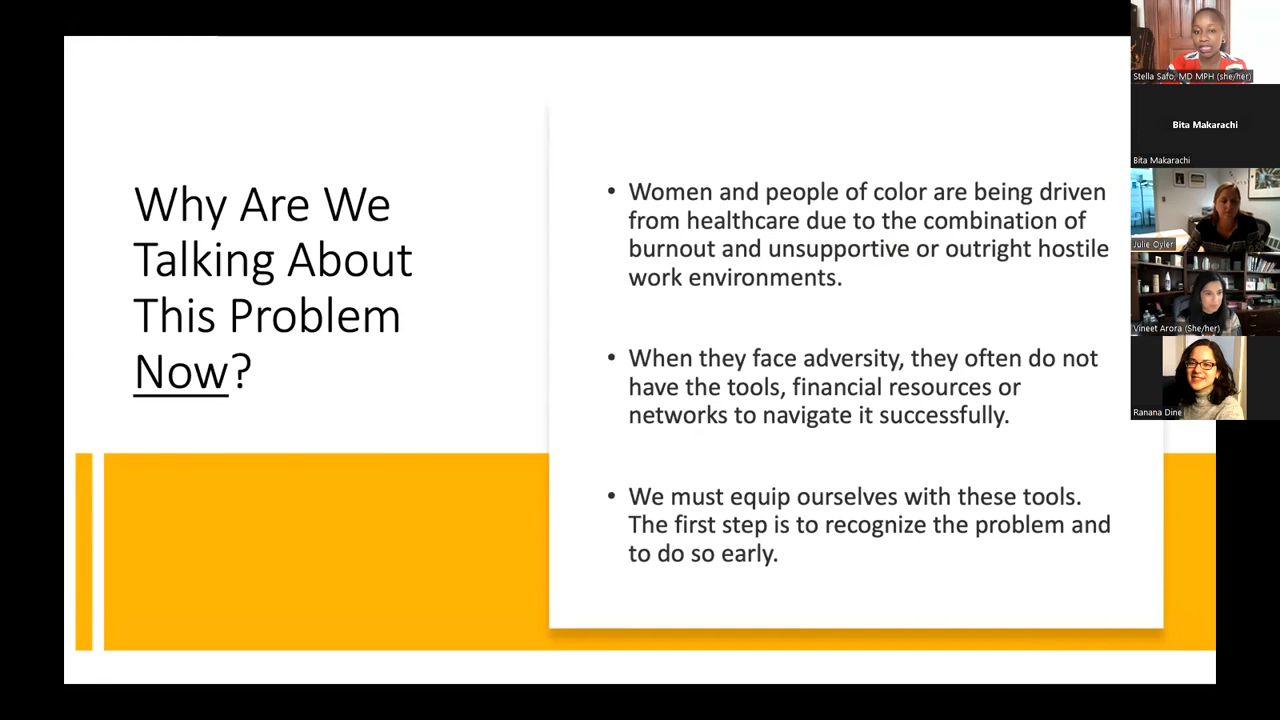 Why Are We
Talking About
This Problem
Now?
• Women and people of color are being driven
from healthcare due to the combination of
burnout and unsupportive or outright hostile
work environments.
• When they face adversity, they often do not
have the tools, financial resources or
networks to navigate it successfully.
• We must equip ourselves with these tools.
The first step is to recognize the problem and
to do so early.
Stella Safo, MD MPH (she/her)
Bita Makarachi
Bita Makarachi
Julie Oyler
Vineet Arora (She/her)
Ranana Dine